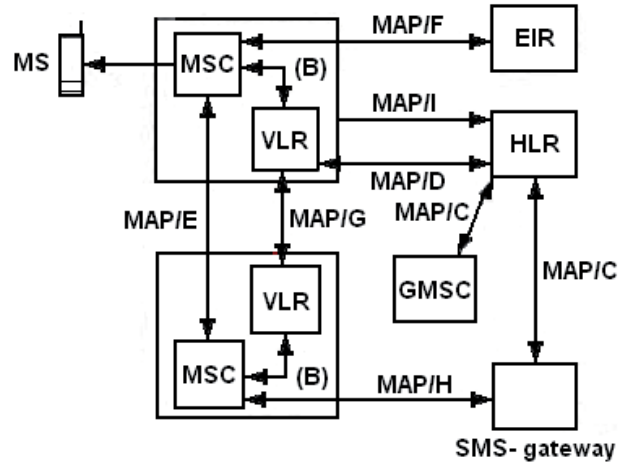 MAP/F
EIR
MS
MSC
(B)
MAP/I
VLR
HLR
MAP/D
MAP/C
MAP/E
MAP/G
GMSC
MAP/C
VLR
MSC
(B)
MAP/H
SMS- gateway